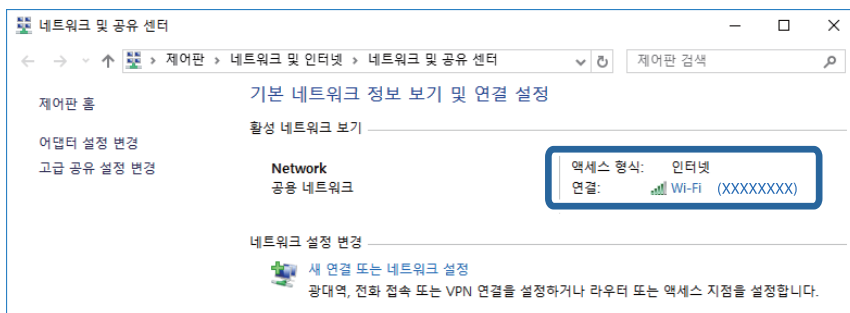 네트워크 및 공유 센터
제어판 › 네트워크 및 인터넷 › 네트워크 및 공유 센터
제어판 검색
제어판 홈
어댑터 설정 변경
고급 공유 설정 변경
기본 네트워크 정보 보기 및 연결 설정
활성 네트워크 보기
Network
공용 네트워크
액세스 형식: 인터넷
연결: Wi-Fi (XXXXXXXX)
네트워크 설정 변경
새 연결 또는 네트워크 설정
광대역, 전화 접속 또는 VPN 연결을 설정하거나 라우터 또는 액세스 지점을 설정합니다.